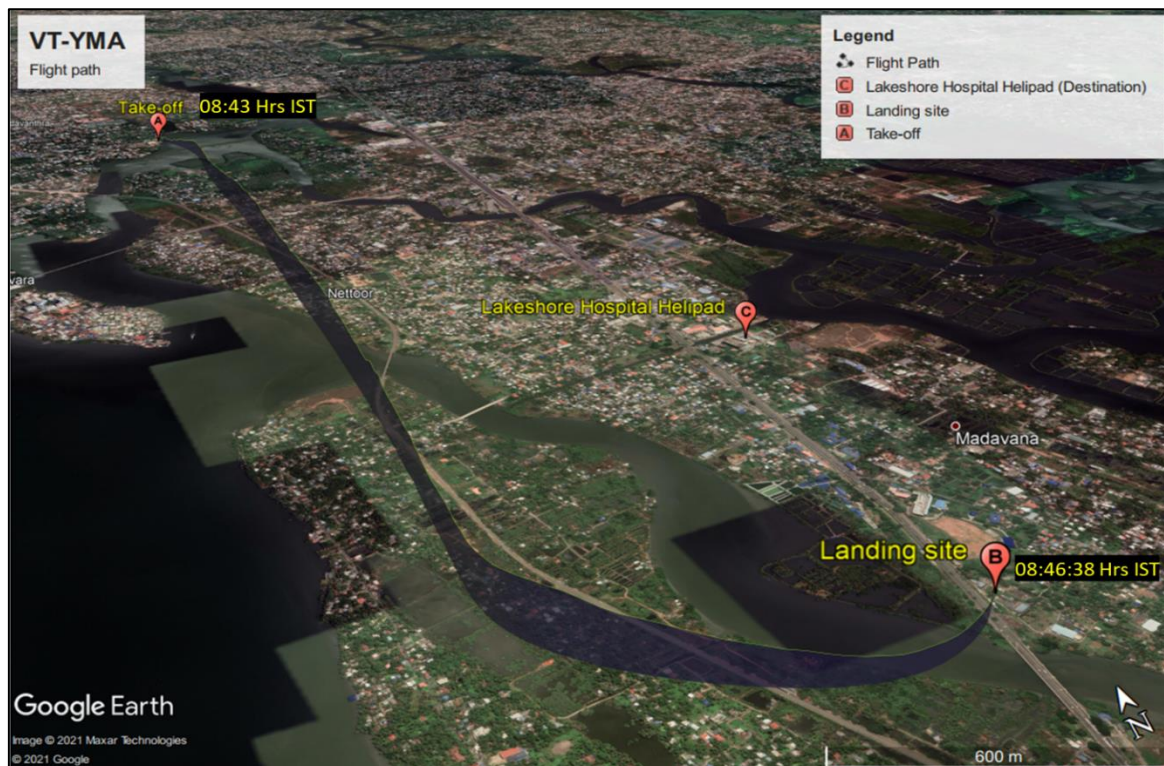 VT-YMA
Flight path
Legend
Flight Path
C Lakeshore Hospital Helipad (Destination)
B Landing site
A Take-off
Take-off 08:43 Hrs IST
A
Nettoor
Lakeshore Hospital Helipad
C
Madavana
Landing site
B
08:46:38 Hrs IST
Google Earth
Image © 2021 Maxar Technologies
© 2021 Google
600 m
N